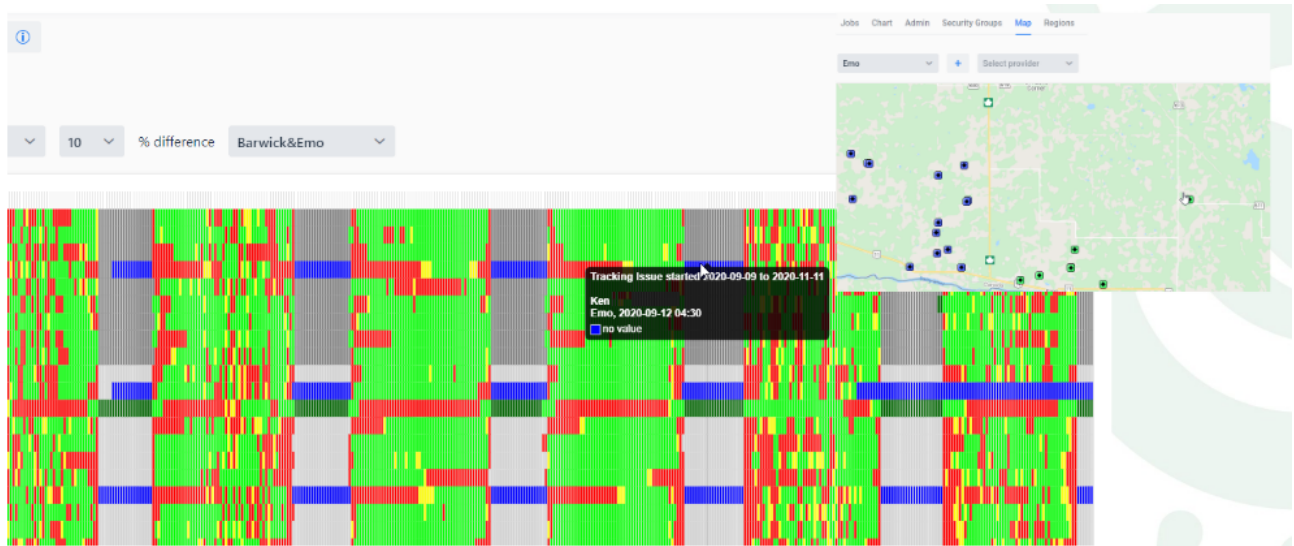 Jobs Chart Admin Security Groups Map Regions
Emo + Select provider
10 % difference Barwick&Emo
Tracking Issue started 2020-09-09 to 2020-11-11
Ken
Emo, 2020-09-12 04:30
no value
Corner